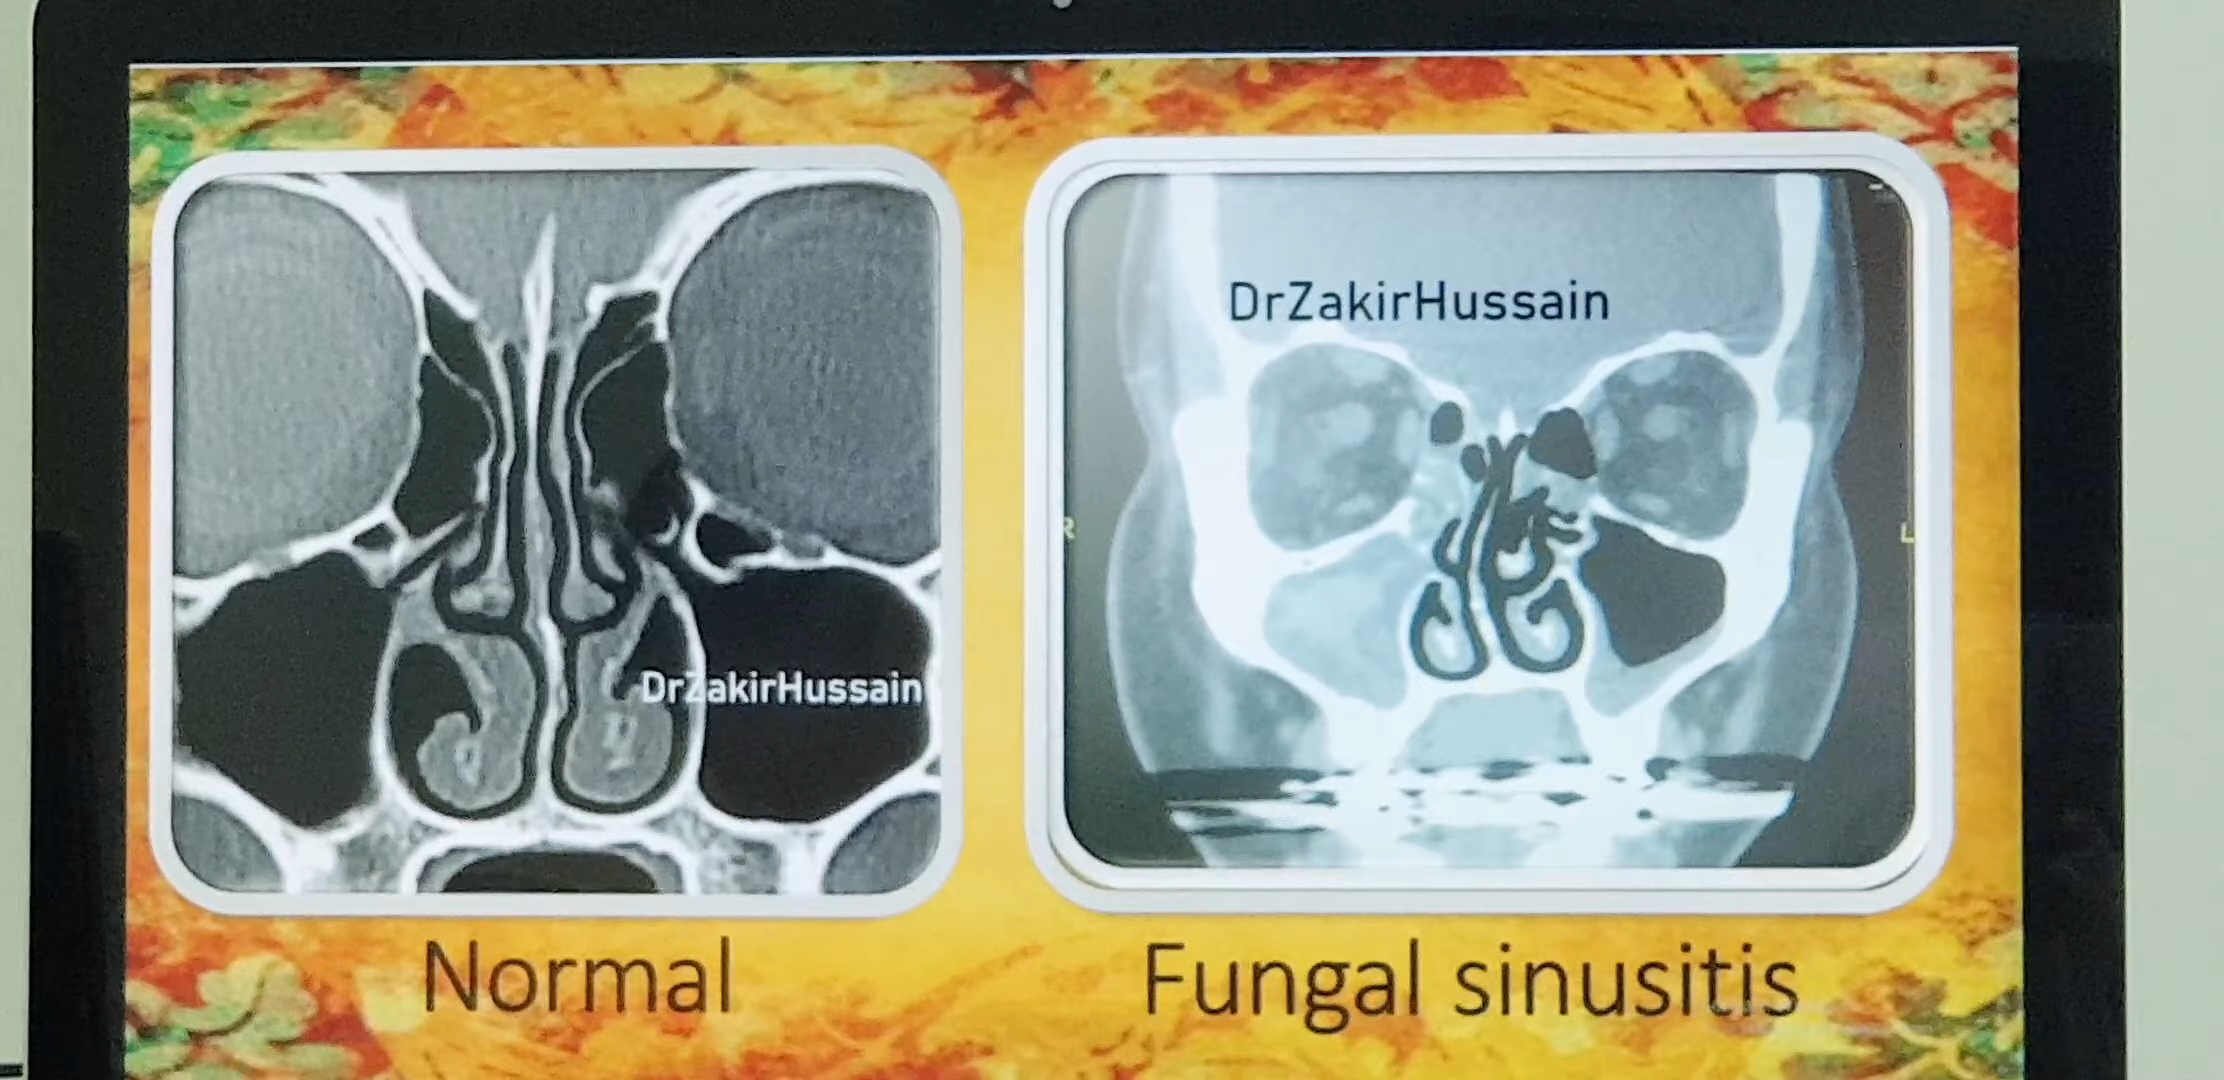 DrZakirHussain
DrZakirHussain
R
L
Normal
Fungal sinusitis